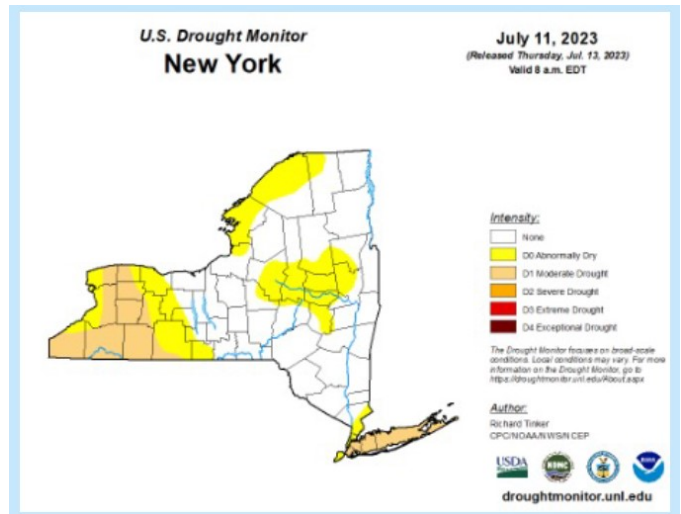 U.S. Drought Monitor
New York
July 11, 2023
(Released Thursday, Jul. 13, 2023)
Valid 8 a.m. EDT
Intensity:
None
D0 Abnormally Dry
D1 Moderate Drought
D2 Severe Drought
D3 Extreme Drought
D4 Exceptional Drought
The Drought Monitor focuses on broad-scale
conditions. Local conditions may vary. For more
information on the Drought Monitor, go to
https://droughtmonitor.unl.edu/About.aspx
Author:
Richard Tinker
CPC/NOAA/NWS/NCEP
USDA
NDMC
NOAA
droughtmonitor.unl.edu